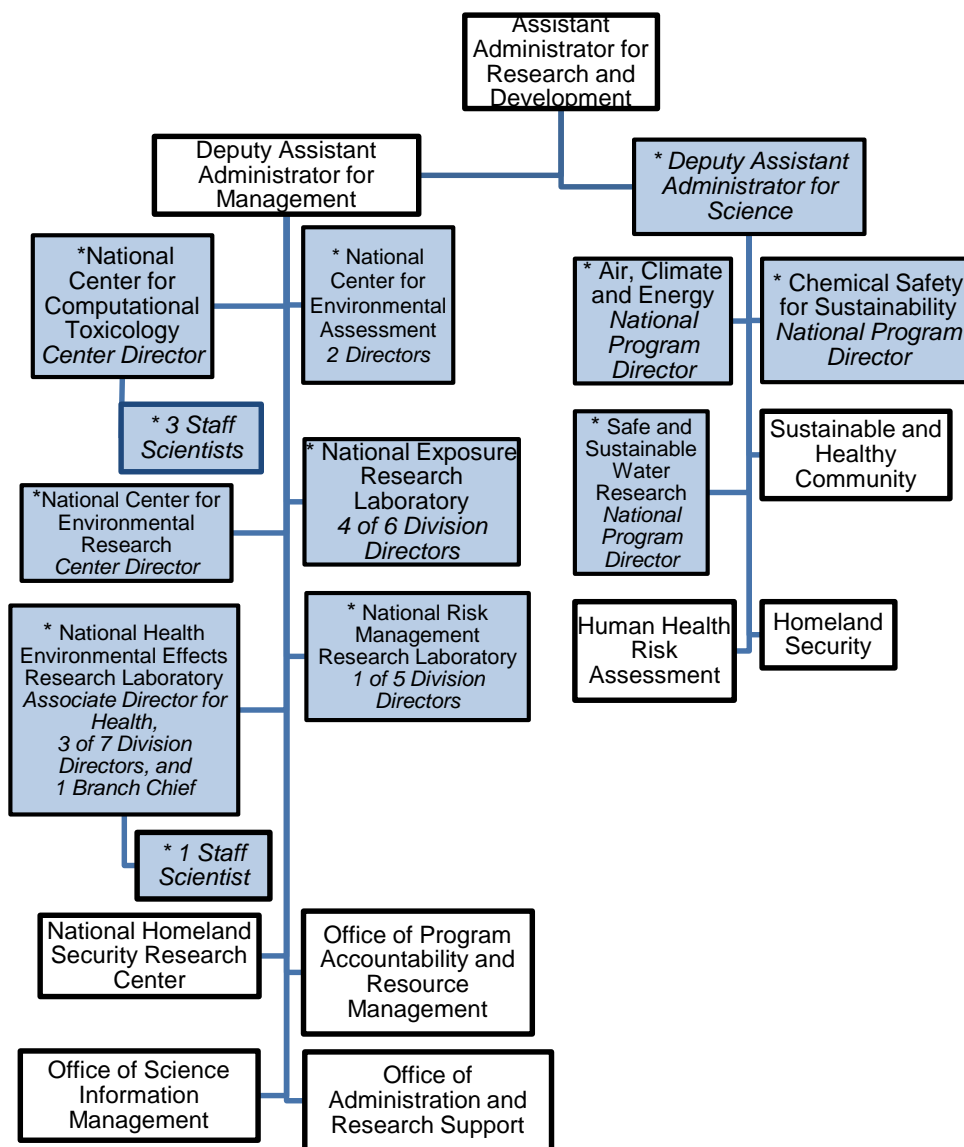 Assistant
Administrator for
Research and
Development
Deputy Assistant
Administrator for
Management
* Deputy Assistant
Administrator for
Science
*National
Center for
Computational
Toxicology
Center Director
* National
Center for
Environmental
Assessment
2 Directors
* Air, Climate
and Energy
National
Program
Director
* Chemical Safety
for Sustainability
National Program
Director
* 3 Staff
Scientists
* National Exposure
Research
Laboratory
4 of 6 Division
Directors
* Safe and
Sustainable
Water
Research
National
Program
Director
Sustainable and
Healthy
Community
*National Center for
Environmental
Research
Center Director
* National Health
Environmental Effects
Research Laboratory
Associate Director for
Health,
3 of 7 Division
Directors, and
1 Branch Chief
* National Risk
Management
Research Laboratory
1 of 5 Division
Directors
Human Health
Risk
Assessment
Homeland
Security
* 1 Staff
Scientist
National Homeland
Security Research
Center
Office of Program
Accountability and
Resource
Management
Office of Science
Information
Management
Office of
Administration and
Research Support